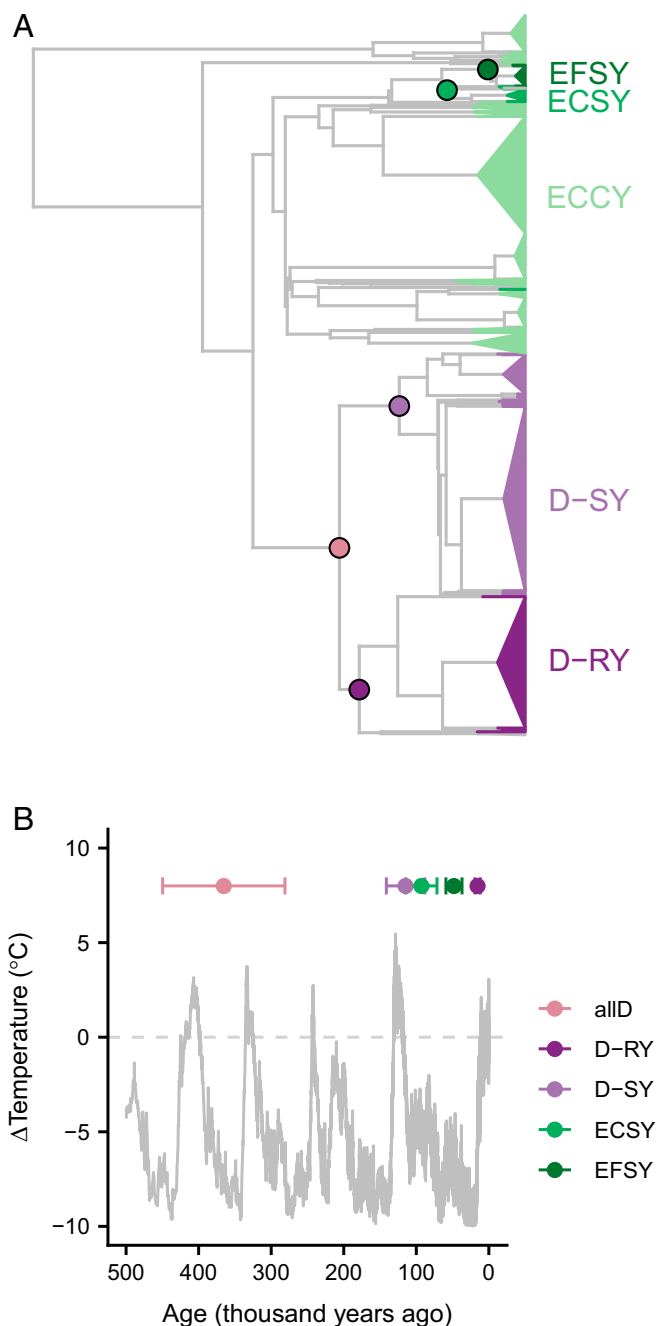 A
EFSY
ECSY
ECCY
D−SY
D−RY
B
10
5
0
−5
−10
ΔTemperature (°C)
500
400
300
200
100
0
Age (thousand years ago)
allD
D−RY
D−SY
ECSY
EFSY